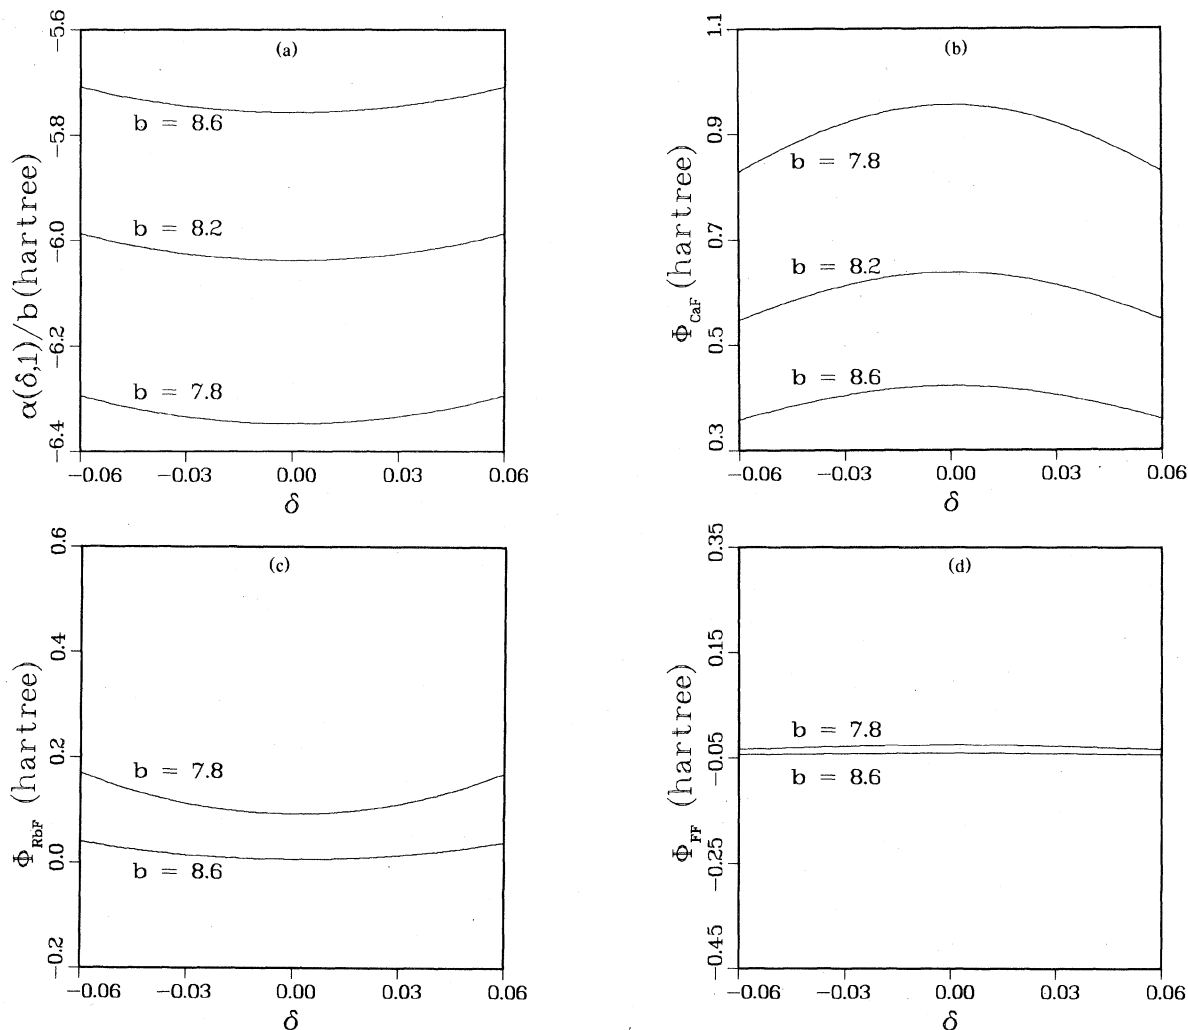 (a)
α(δ,1)/b (hartree)
-5.6
-5.8
-6.0
-6.2
-6.4
b = 8.6
b = 8.2
b = 7.8
-0.06 -0.03 0.00 0.03 0.06
δ
(b)
Φ_CaF (hartree)
1.1
0.9
0.7
0.5
0.3
b = 7.8
b = 8.2
b = 8.6
-0.06 -0.03 0.00 0.03 0.06
δ
(c)
Φ_RbF (hartree)
0.6
0.4
0.2
0.0
-0.2
b = 7.8
b = 8.6
-0.06 -0.03 0.00 0.03 0.06
δ
(d)
Φ_FF (hartree)
0.35
0.15
-0.05
-0.25
-0.45
b = 7.8
b = 8.6
-0.06 -0.03 0.00 0.03 0.06
δ